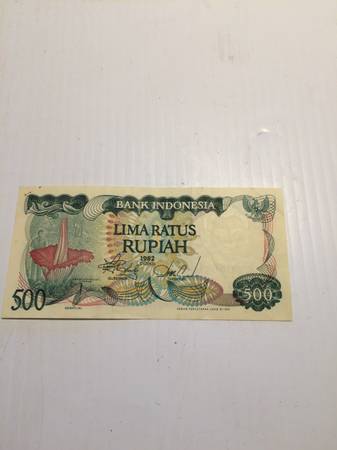 BANK INDONESIA
LIMA RATUS
RUPIAH
1982
500
500